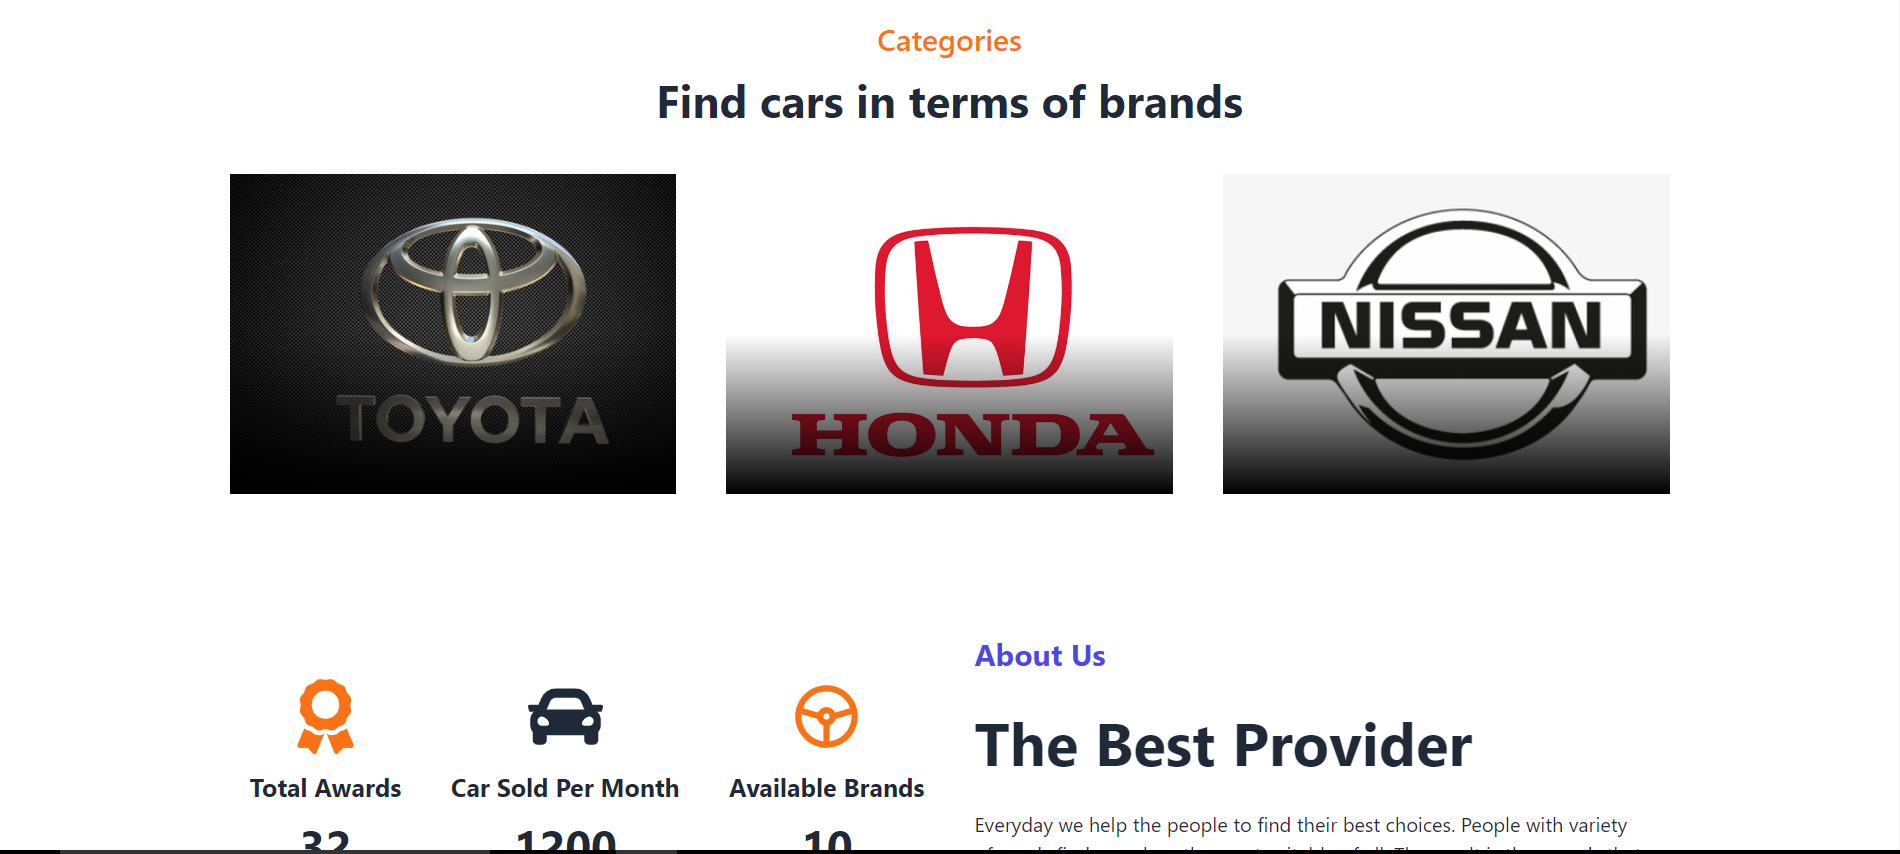 Categories
Find cars in terms of brands
TOYOTA
HONDA
NISSAN
About Us
The Best Provider
Total Awards
Car Sold Per Month
Available Brands
32
1200
10
Everyday we help the people to find their best choices. People with variety